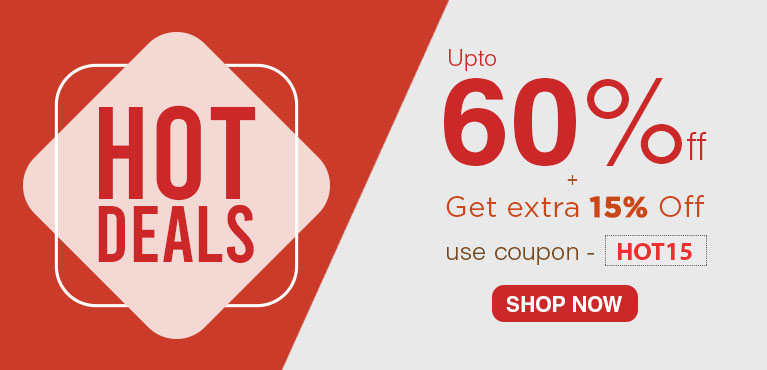 HOT
DEALS
Upto
60%off
+
Get extra 15% Off
use coupon - HOT15
SHOP NOW